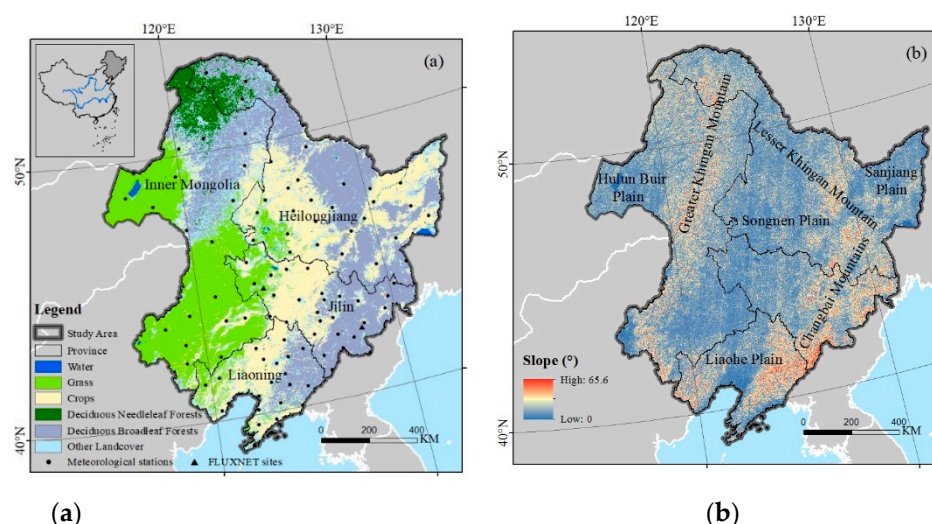 120°E
130°E
(a)
50°N
40°N
Inner Mongolia
Heilongjiang
Jilin
Liaoning
Legend
Study Area
Province
Water
Grass
Crops
Deciduous Needleleaf Forests
Deciduous Broadleaf Forests
Other Landcover
Meteorological stations
FLUXNET sites
0 200 400
KM
(a)
120°E
130°E
(b)
50°N
40°N
Greater Khingan Mountain
Lesser Khingan Mountain
Sanjiang
Plain
Hulun Buir
Plain
Songnen Plain
Changbai Mountains
Liaohe Plain
Slope (°)
High: 65.6
Low: 0
0 200 400
KM
(b)